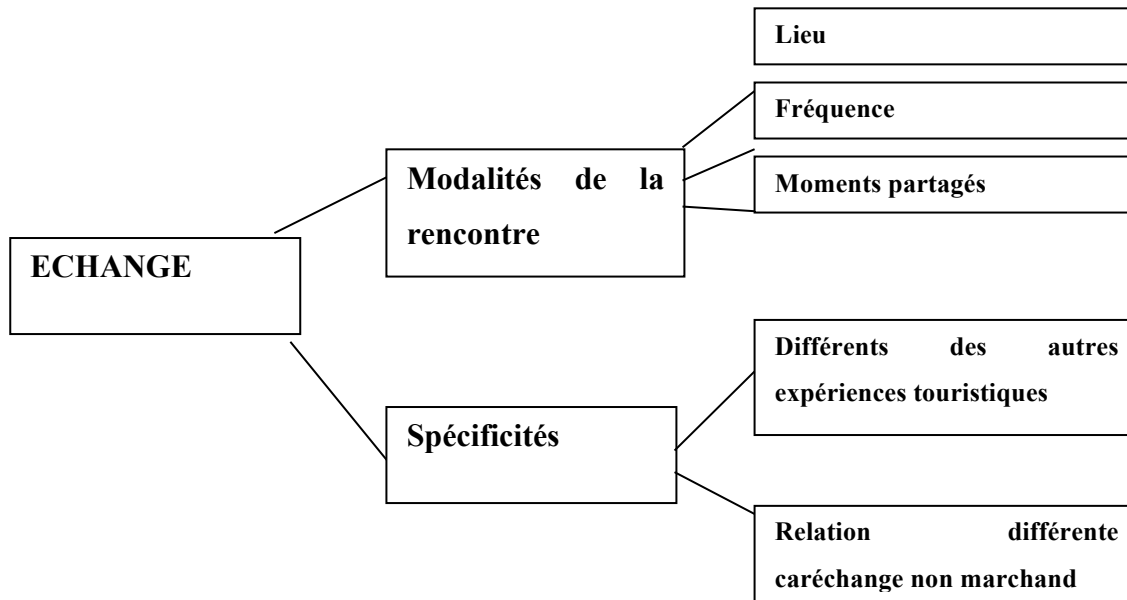 Lieu
Fréquence
Modalités de la
rencontre
Moments partagés
ECHANGE
Différents des autres
expériences touristiques
Spécificités
Relation différente
caréchange non marchand